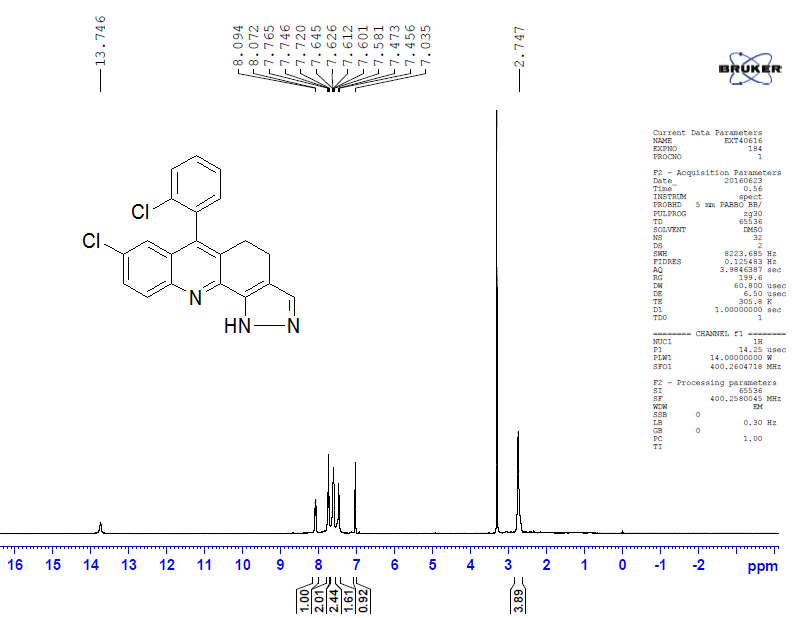 13.746
8.094
8.072
7.765
7.746
7.720
7.645
7.626
7.612
7.601
7.581
7.473
7.456
7.035
2.747
BRUKER
Current Data Parameters
NAME EXT40616
EXPNO 184
PROCNO 1
F2 - Acquisition Parameters
Date_ 20160623
Time 0.56
INSTRUM spect
PROBHD 5 mm PABBO BB/
PULPROG zg30
TD 65536
SOLVENT DMSO
NS 32
DS 2
SWH 8223.685 Hz
FIDRES 0.125483 Hz
AQ 3.9846387 sec
RG 199.6
DW 60.800 usec
DE 6.50 usec
TE 305.8 K
D1 1.00000000 sec
TD0 1
======== CHANNEL f1 ========
NUC1 1H
P1 14.25 usec
PLW1 14.00000000 W
SFO1 400.2604718 MHz
F2 - Processing parameters
SI 65536
SF 400.2580045 MHz
WDW EM
SSB 0
LB 0.30 Hz
GB 0
PC 1.00
TI
Cl
Cl
N
HN N
16 15 14 13 12 11 10 9 8 7 6 5 4 3 2 1 0 -1 -2 ppm
1.00
2.01
2.44
1.61
0.92
3.89